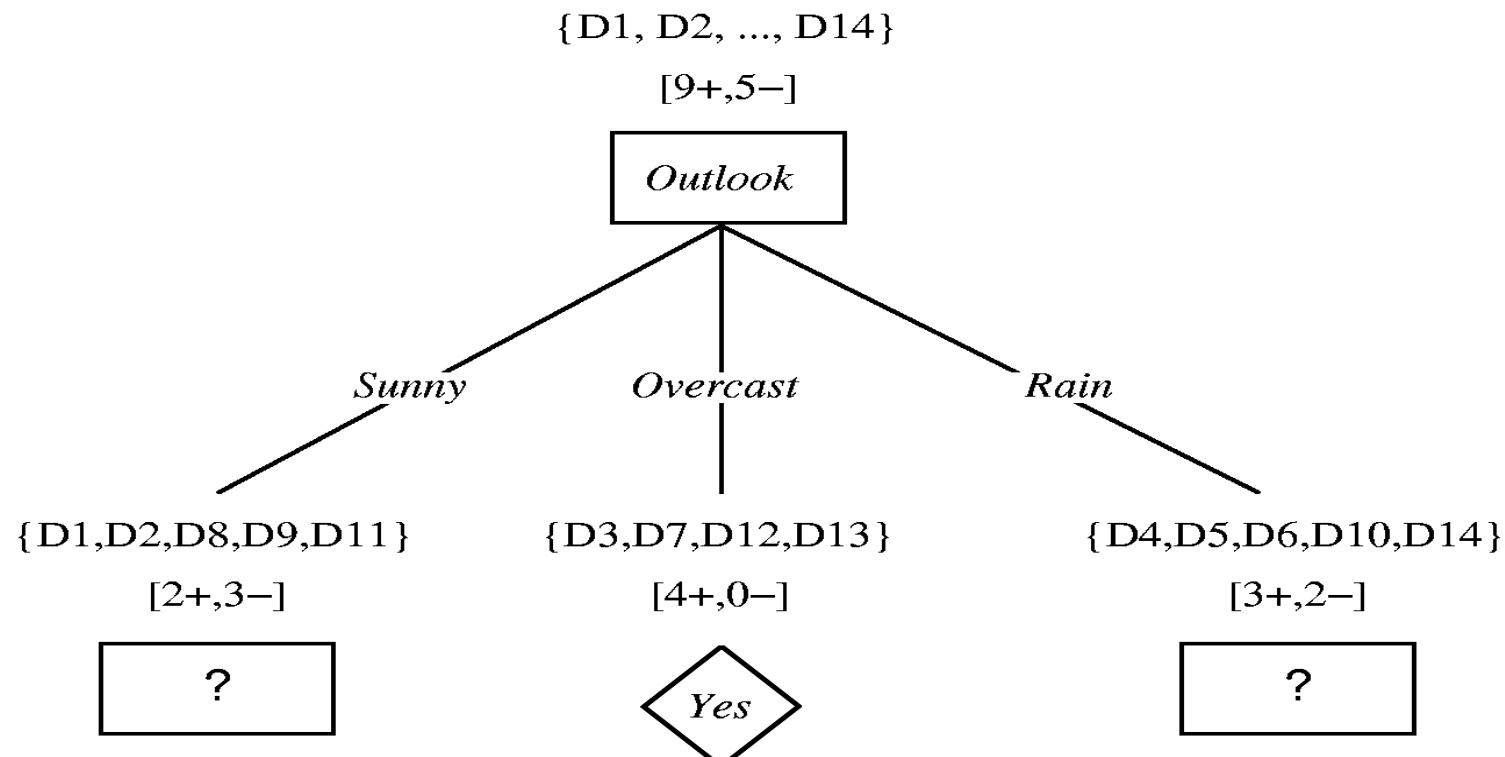 {D1, D2, ..., D14}
[9+,5−]
Outlook
Sunny
Overcast
Rain
{D1,D2,D8,D9,D11}
{D3,D7,D12,D13}
{D4,D5,D6,D10,D14}
[2+,3−]
[4+,0−]
[3+,2−]
?
Yes
?